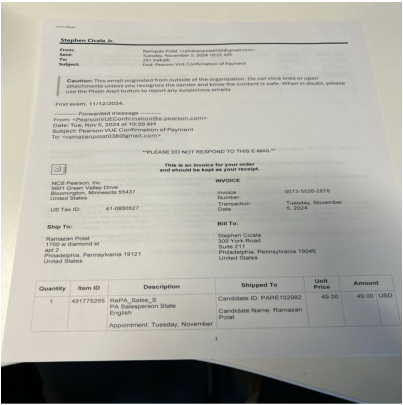 Stephen Cicala Jr.
From: Ramazan Polat <ramazanpolat038@gmail.com>
Sent: Tuesday, November 5, 2024 10:22 AM
To: 251 DeKalb
Subject: Fwd: Pearson VUE Confirmation of Payment
Caution: This email originated from outside of the organization. Do not click links or open
attachments unless you recognize the sender and know the content is safe. When in doubt, please
use the Phish Alert button to report any suspicious emails
First exam. 11/12/2024.
---------- Forwarded message ----------
From: <PearsonVUEConfirmation@e.pearson.com>
Date: Tue, Nov 5, 2024 at 10:20 AM
Subject: Pearson VUE Confirmation of Payment
To: <ramazanpolat038@gmail.com>
**PLEASE DO NOT RESPOND TO THIS E-MAIL**
This is an invoice for your order
and should be kept as your receipt.
NCS Pearson, Inc
5601 Green Valley Drive
Bloomington, Minnesota 55437
United States
US Tax ID: 41-0850527
INVOICE
Invoice Number: 0073-5526-2876
Transaction Date: Tuesday, November 5, 2024
Ship To:
Ramazan Polat
1700 w diamond st
apt 2
Philadelphia, Pennsylvania 19121
United States
Bill To:
Stephen Cicala
309 York Road
Suite 211
Philadelphia, Pennsylvania 19046
United States
Quantity Item ID Description Shipped To Unit Price Amount
1 491775265 RePA_Sales_S Candidate ID: PARE102982 49.00 49.00 USD
PA Salesperson State
English Candidate Name: Ramazan Polat
Appointment: Tuesday, November
1